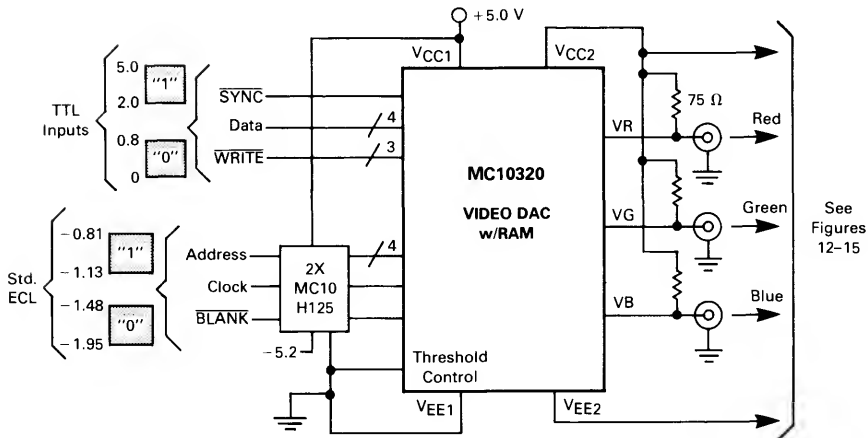 +5.0 V
VCC1
VCC2
TTL
Inputs
5.0
"1"
2.0
0.8
"0"
0
SYNC
Data
4
WRITE
3
MC10320
VIDEO DAC
w/RAM
75 Ω
VR
Red
VG
Green
VB
Blue
See
Figures
12–15
Std.
ECL
−0.81
"1"
−1.13
−1.48
"0"
−1.95
Address
Clock
BLANK
2X
MC10
H125
4
−5.2
Threshold
Control
VEE1
VEE2